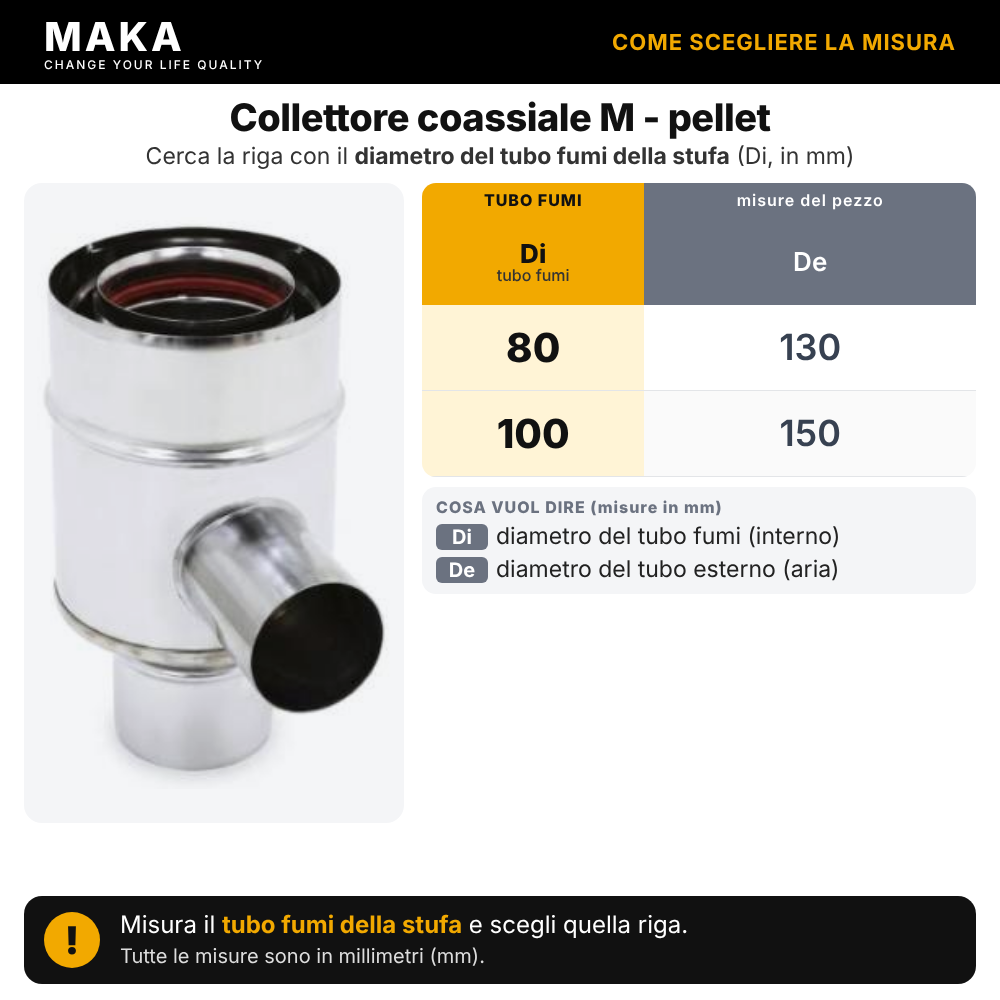 MAKA
CHANGE YOUR LIFE QUALITY
COME SCEGLIERE LA MISURA
Collettore coassiale M - pellet
Cerca la riga con il diametro del tubo fumi della stufa (Di, in mm)
TUBO FUMI
misure del pezzo
Di
tubo fumi
De
80
130
100
150
COSA VUOL DIRE (misure in mm)
Di diametro del tubo fumi (interno)
De diametro del tubo esterno (aria)
!
Misura il tubo fumi della stufa e scegli quella riga.
Tutte le misure sono in millimetri (mm).